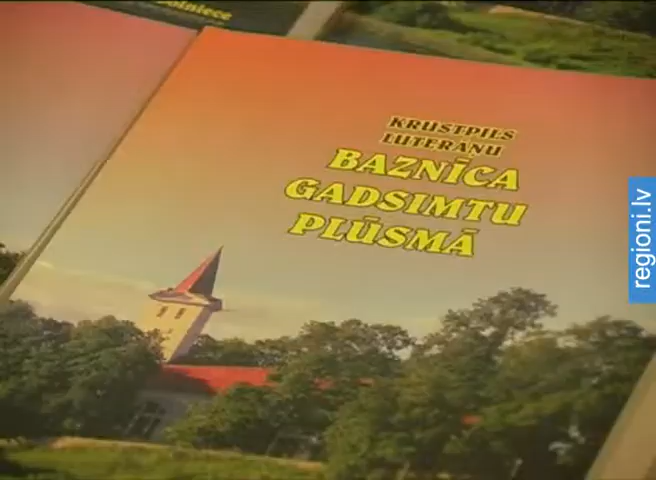 KRUSTPILS
LUTERĀŅU
BAZNĪCA
GADSIMTU
PLŪSMĀ
regioni.lv